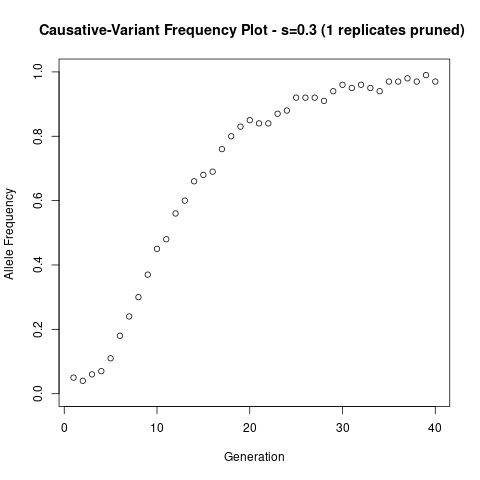 Causative-Variant Frequency Plot - s=0.3 (1 replicates pruned)
Allele Frequency
1.0
0.8
0.6
0.4
0.2
0.0
0 10 20 30 40
Generation